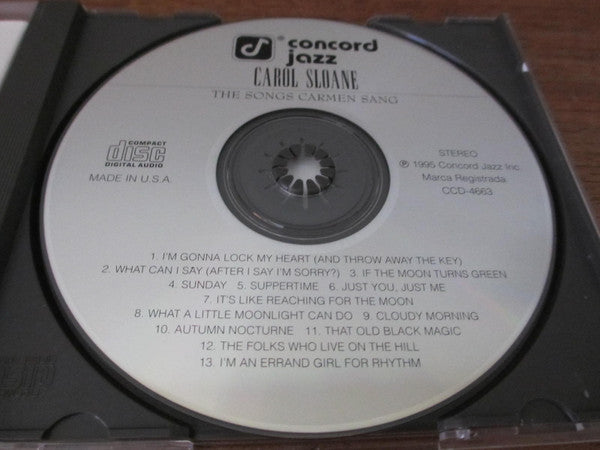 concord
jazz
CAROL SLOANE
THE SONGS CARMEN SANG
COMPACT
disc
DIGITAL AUDIO
MADE IN U.S.A.
STEREO
℗ 1995 Concord Jazz Inc.
Marca Registrada.
CCD-4663
1. I'M GONNA LOCK MY HEART (AND THROW AWAY THE KEY)
2. WHAT CAN I SAY (AFTER I SAY I'M SORRY?) 3. IF THE MOON TURNS GREEN
4. SUNDAY 5. SUPPERTIME 6. JUST YOU, JUST ME
7. IT'S LIKE REACHING FOR THE MOON
8. WHAT A LITTLE MOONLIGHT CAN DO 9. CLOUDY MORNING
10. AUTUMN NOCTURNE 11. THAT OLD BLACK MAGIC
12. THE FOLKS WHO LIVE ON THE HILL
13. I'M AN ERRAND GIRL FOR RHYTHM